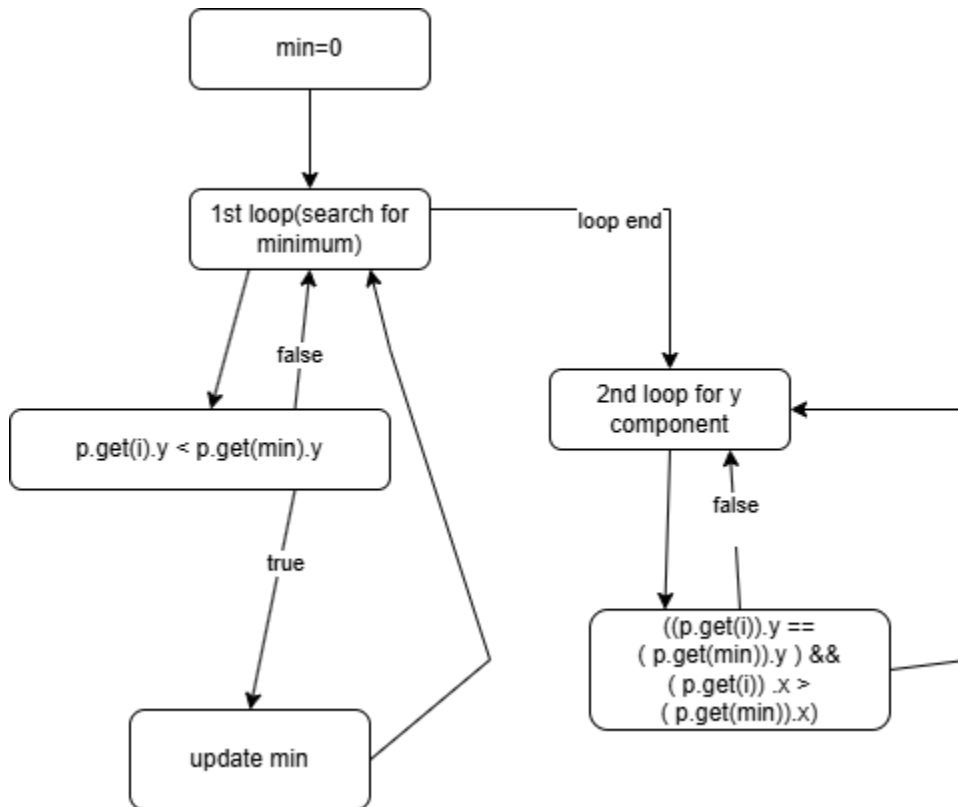 min=0
1st loop(search for
minimum)
loop end
false
2nd loop for y
component
p.get(i).y < p.get(min).y
false
true
((p.get(i)).y ==
( p.get(min)).y ) &&
( p.get(i)) .x >
( p.get(min)).x)
update min